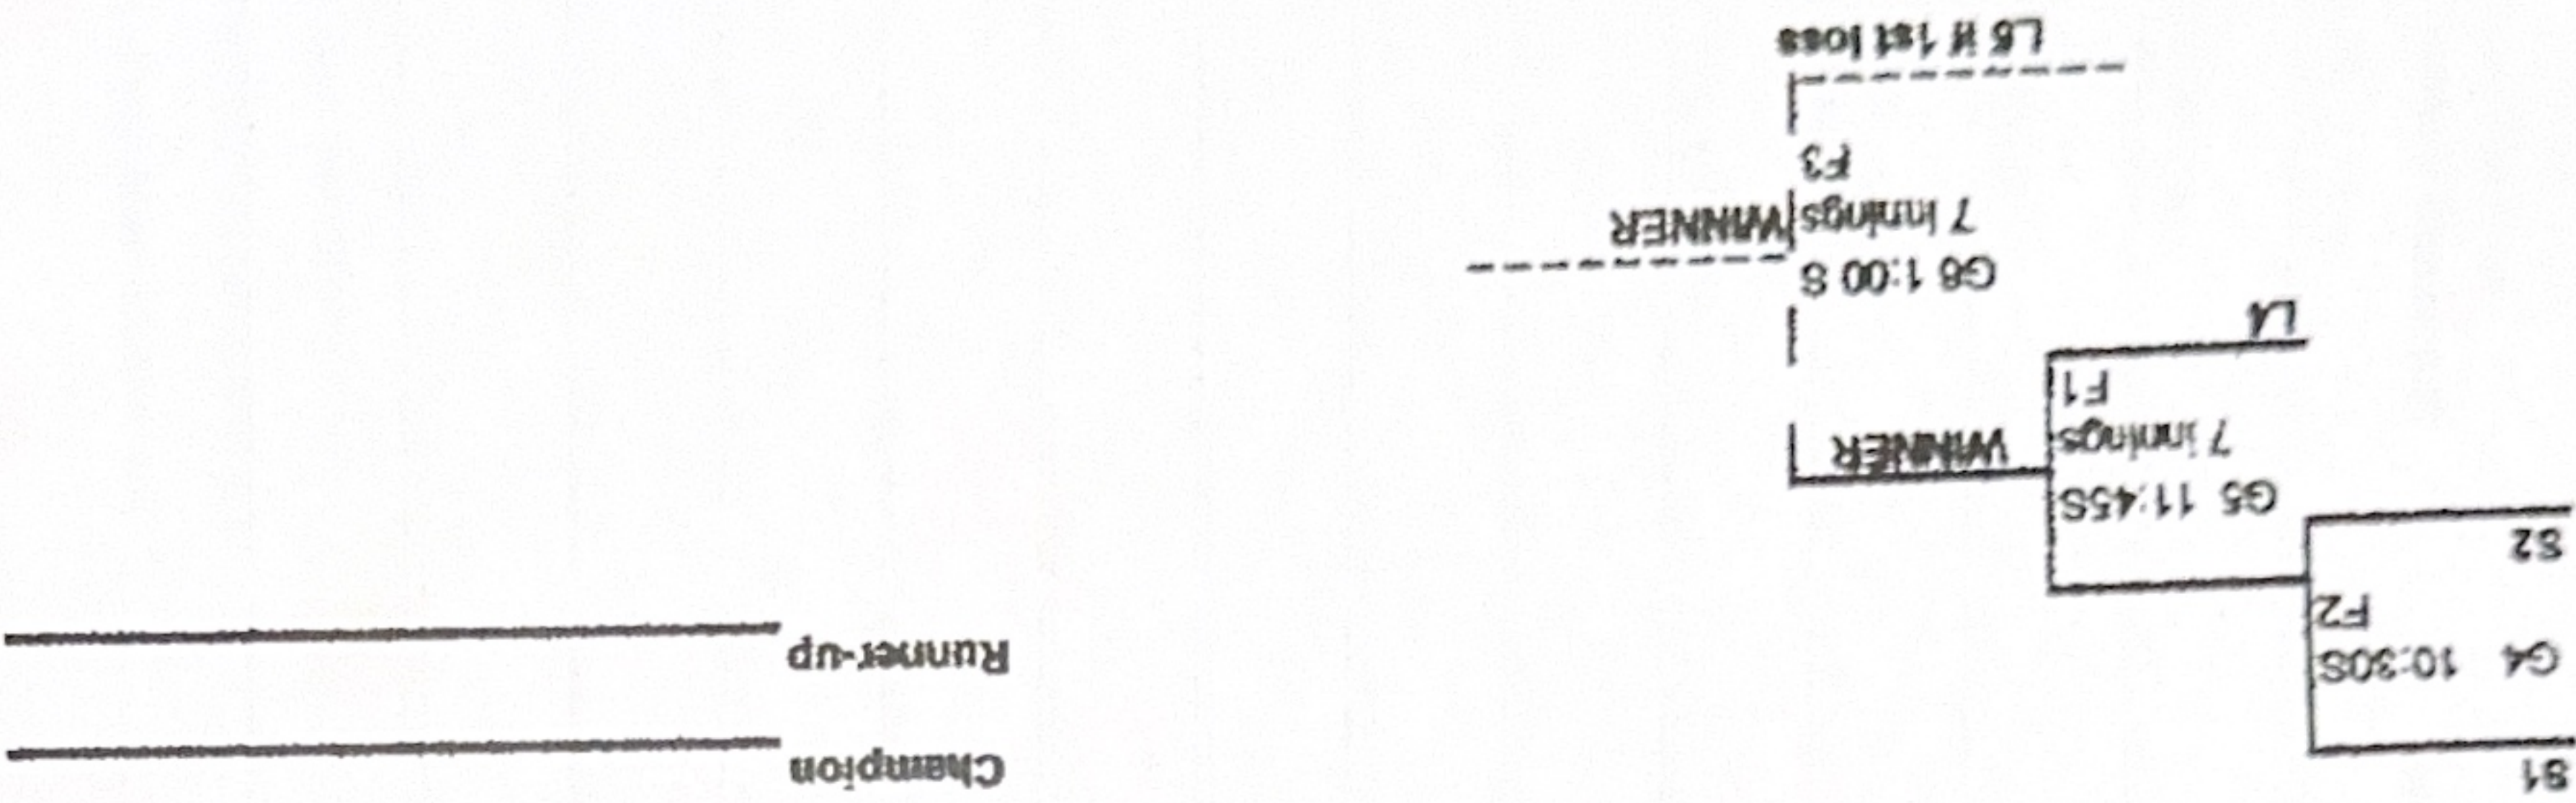 S1
Champion
G4 10:30S
Runner-up
F2
S2
G5 11:45S
7 innings
WINNER
F1
L4
G6 1:00 S
7 Innings
WINNER
F3
L5 if 1st loss